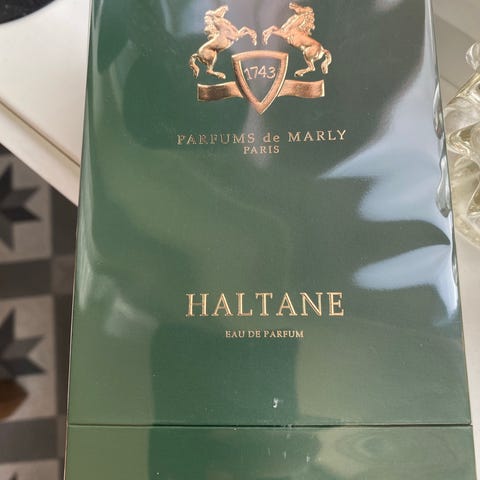 1743
PARFUMS de MARLY
PARIS
HALTANE
EAU DE PARFUM